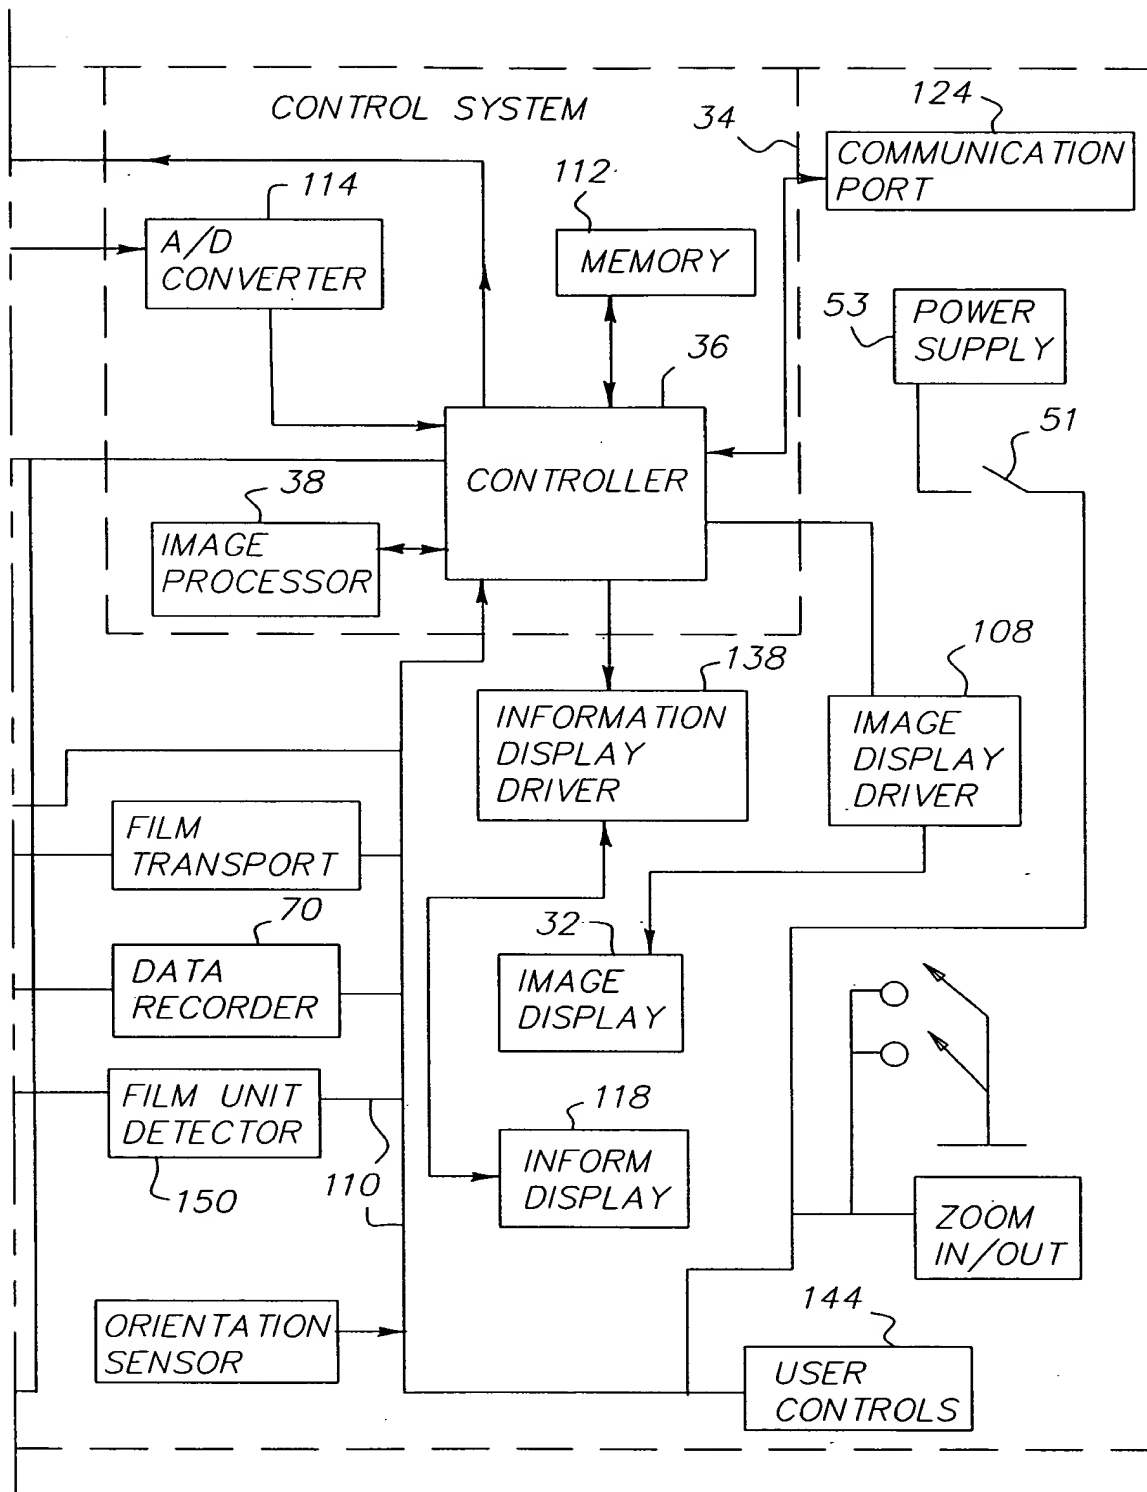 CONTROL SYSTEM
34
124
COMMUNICATION
PORT
114
A/D
CONVERTER
112
MEMORY
53
POWER
SUPPLY
36
CONTROLLER
51
38
IMAGE
PROCESSOR
138
INFORMATION
DISPLAY
DRIVER
108
IMAGE
DISPLAY
DRIVER
FILM
TRANSPORT
70
DATA
RECORDER
32
IMAGE
DISPLAY
FILM UNIT
DETECTOR
150
110
118
INFORM
DISPLAY
ZOOM
IN/OUT
ORIENTATION
SENSOR
144
USER
CONTROLS